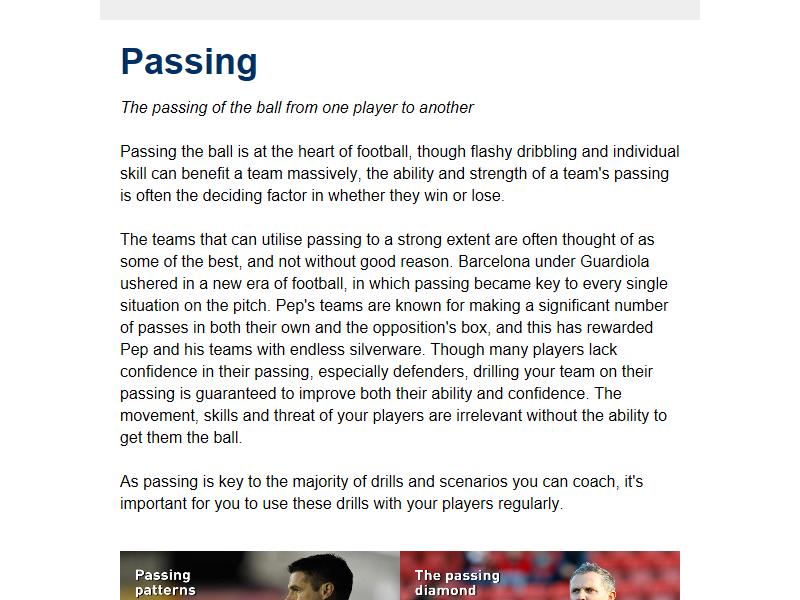 Passing
The passing of the ball from one player to another
Passing the ball is at the heart of football, though flashy dribbling and individual
skill can benefit a team massively, the ability and strength of a team's passing
is often the deciding factor in whether they win or lose.
The teams that can utilise passing to a strong extent are often thought of as
some of the best, and not without good reason. Barcelona under Guardiola
ushered in a new era of football, in which passing became key to every single
situation on the pitch. Pep's teams are known for making a significant number
of passes in both their own and the opposition's box, and this has rewarded
Pep and his teams with endless silverware. Though many players lack
confidence in their passing, especially defenders, drilling your team on their
passing is guaranteed to improve both their ability and confidence. The
movement, skills and threat of your players are irrelevant without the ability to
get them the ball.
As passing is key to the majority of drills and scenarios you can coach, it's
important for you to use these drills with your players regularly.
Passing
patterns
The passing
diamond